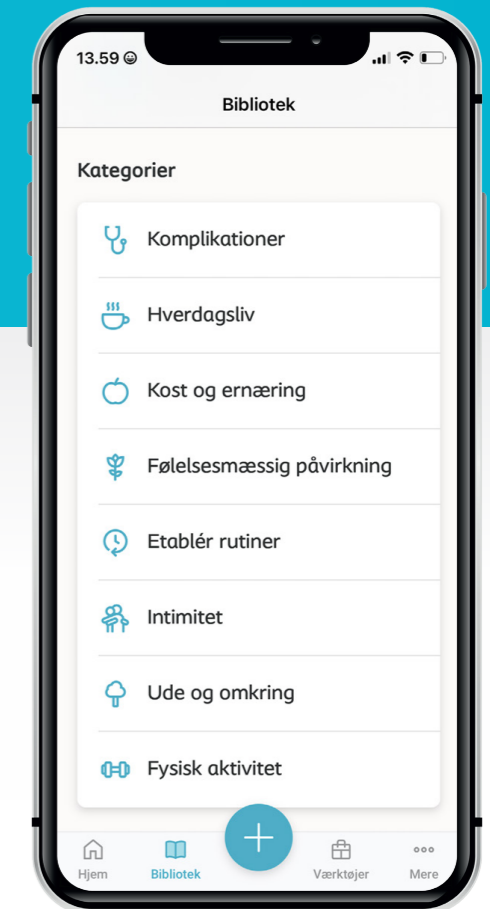 13.59
Bibliotek
Kategorier
Komplikationer
Hverdagsliv
Kost og ernæring
Følelsesmæssig påvirkning
Etablér rutiner
Intimitet
Ude og omkring
Fysisk aktivitet
Hjem
Bibliotek
Værktøjer
Mere